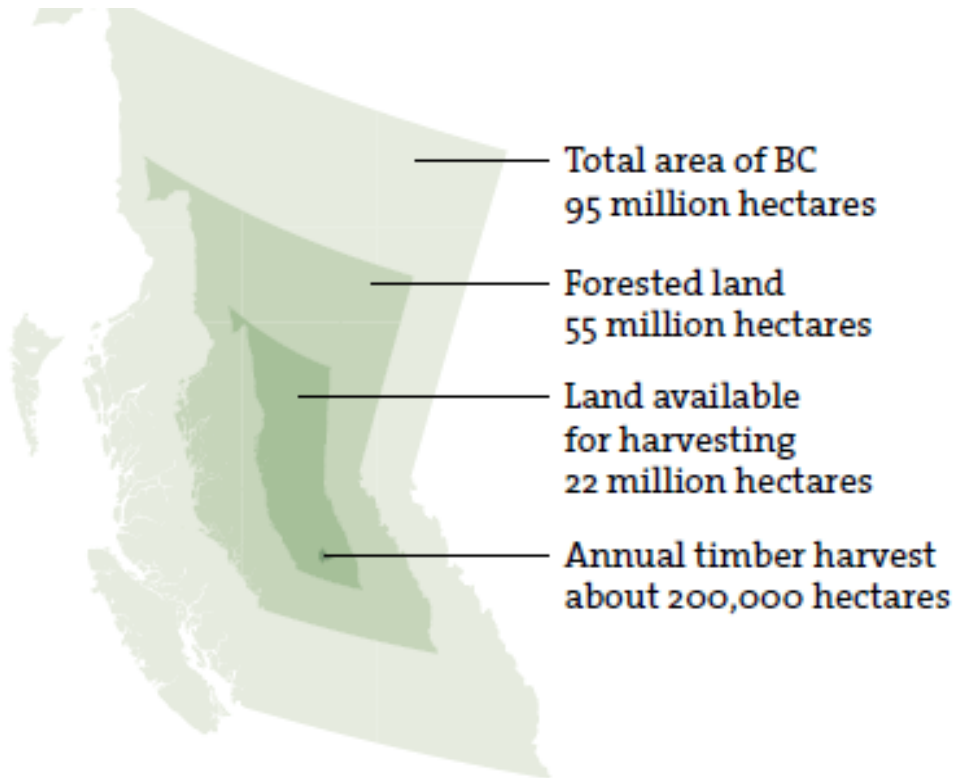 Total area of BC
95 million hectares
Forested land
55 million hectares
Land available
for harvesting
22 million hectares
Annual timber harvest
about 200,000 hectares